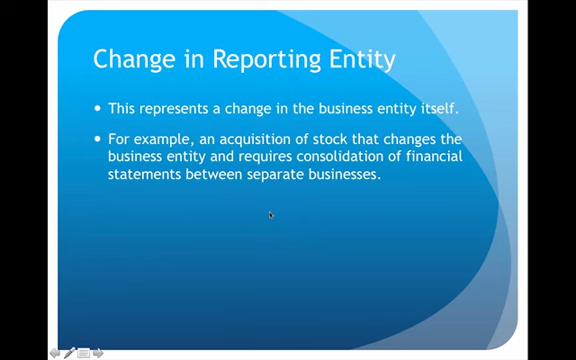 Change in Reporting Entity
• This represents a change in the business entity itself.
• For example, an acquisition of stock that changes the
business entity and requires consolidation of financial
statements between separate businesses.